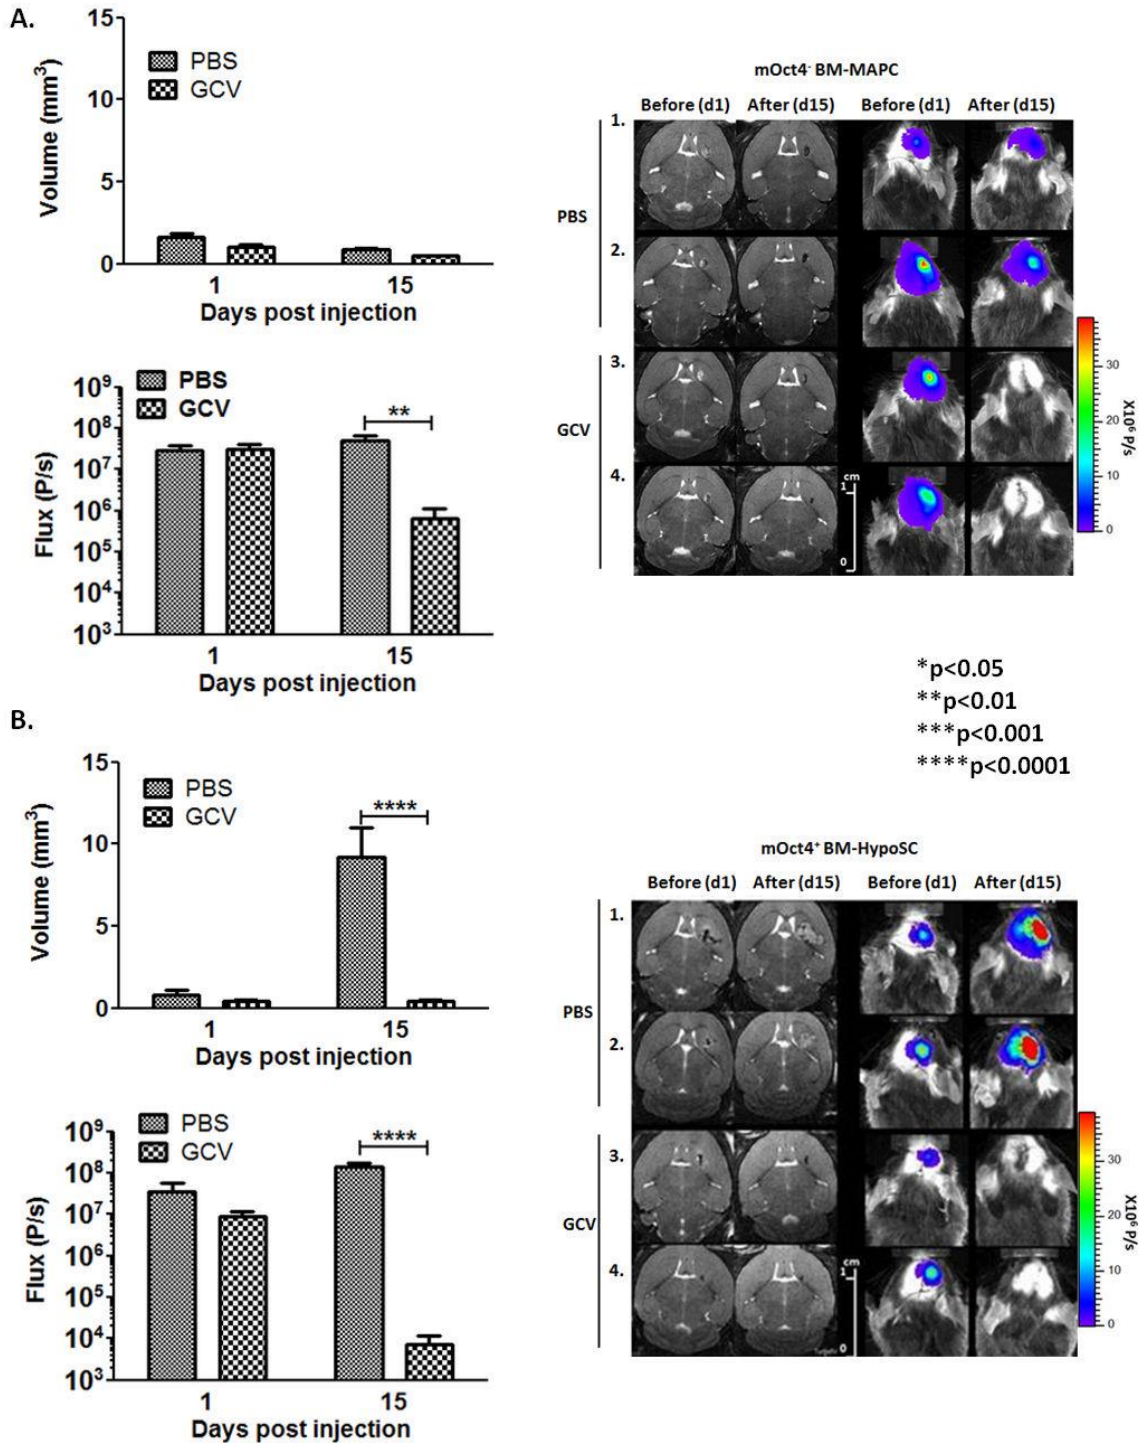 A.
15
10
5
0
Volume (mm³)
PBS
GCV
1 15
Days post injection
10⁹
10⁸
10⁷
10⁶
10⁵
10⁴
10³
Flux (P/s)
PBS
GCV
**
1 15
Days post injection
mOct4⁻ BM-MAPC
Before (d1) After (d15) Before (d1) After (d15)
1.
PBS
2.
3.
GCV
4.
cm
1
0
30
20
10
0
X10⁶ P/s
*p<0.05
**p<0.01
***p<0.001
****p<0.0001
B.
15
10
5
0
Volume (mm³)
PBS
GCV
****
1 15
Days post injection
10⁹
10⁸
10⁷
10⁶
10⁵
10⁴
10³
Flux (P/s)
PBS
GCV
****
1 15
Days post injection
mOct4⁺ BM-HypoSC
Before (d1) After (d15) Before (d1) After (d15)
1.
PBS
2.
3.
GCV
4.
cm
1
0
30
20
10
0
X10⁶ P/s